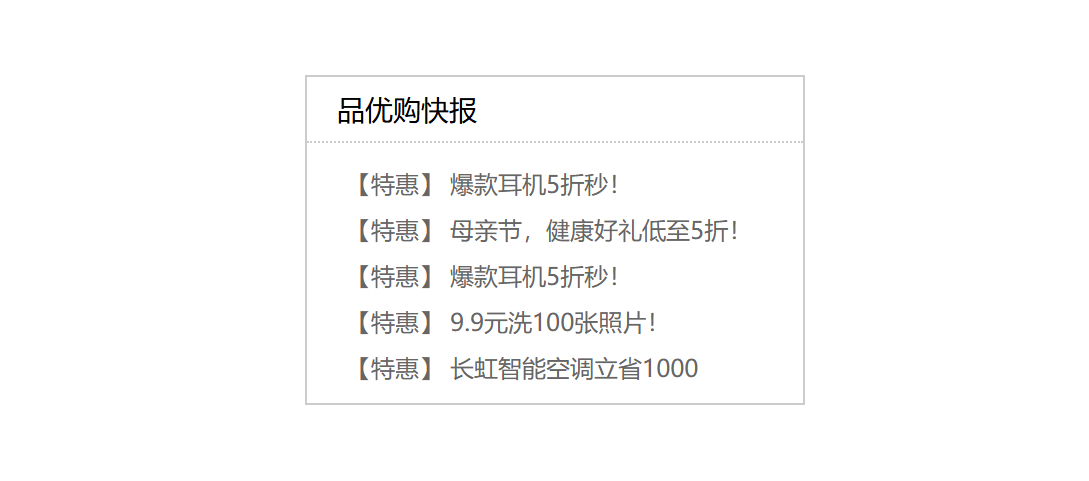 品优购快报
【特惠】 爆款耳机5折秒！
【特惠】 母亲节，健康好礼低至5折！
【特惠】 爆款耳机5折秒！
【特惠】 9.9元洗100张照片！
【特惠】 长虹智能空调立省1000